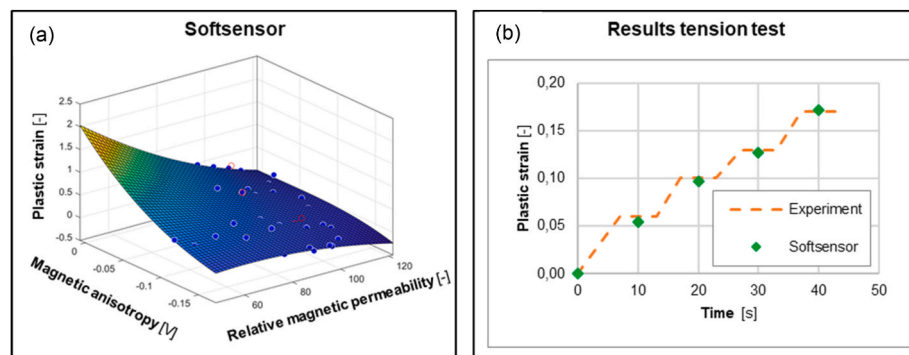 (a)
Softsensor
2.5
2
1.5
1
0.5
0
-0.5
Plastic strain [-]
0
-0.05
-0.1
-0.15
Magnetic anisotropy [V]
60
80
100
120
Relative magnetic permeability [-]
(b)
Results tension test
0,20
0,15
0,10
0,05
0,00
Plastic strain [-]
Experiment
Softsensor
0 10 20 30 40 50
Time [s]